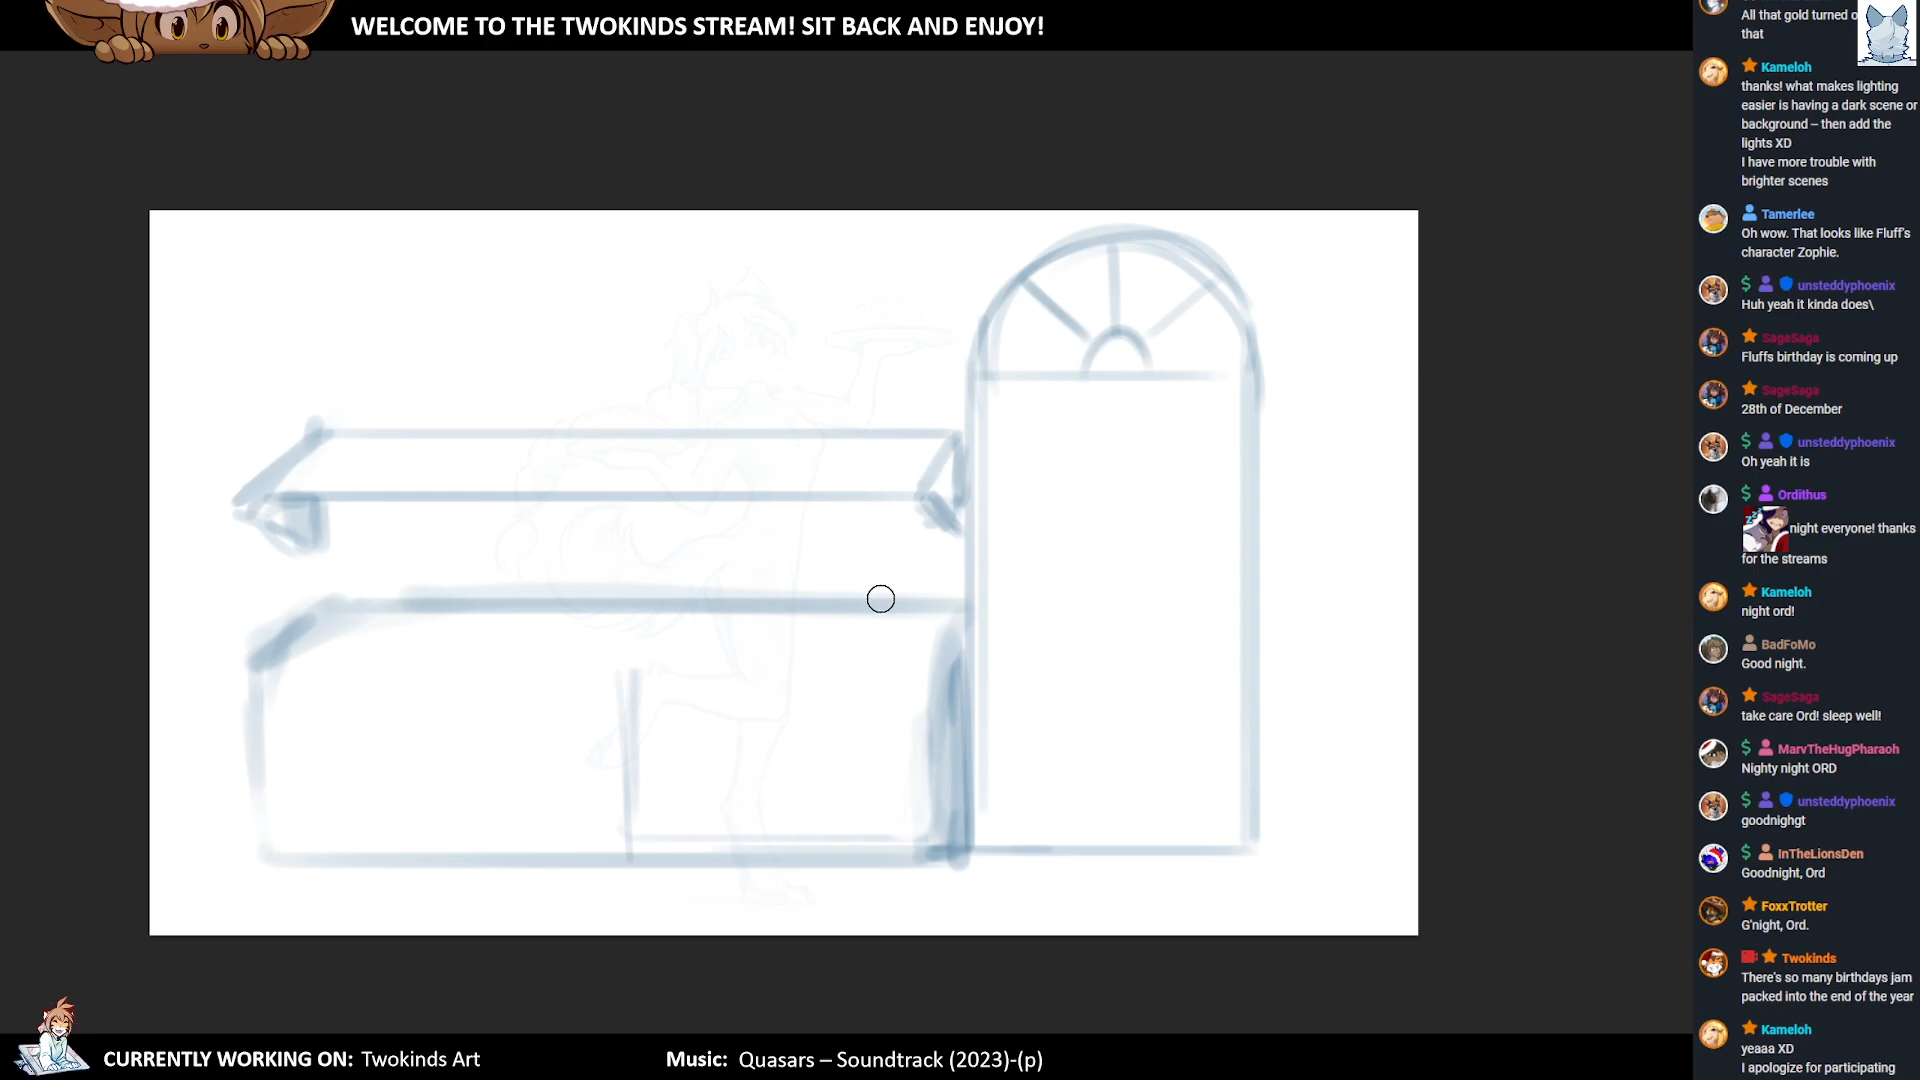 WELCOME TO THE TWOKINDS STREAM! SIT BACK AND ENJOY!
All that gold turned
that
Kameloh
thanks! what makes lighting
easier is having a dark scene or
background – then add the
lights XD
I have more trouble with
brighter scenes
Tamerlee
Oh wow. That looks like Fluff's
character Zophie.
unsteddyphoenix
Huh yeah it kinda does\
SageSaga
Fluffs birthday is coming up
SageSaga
28th of December
unsteddyphoenix
Oh yeah it is
Ordithus
night everyone! thanks
for the streams
Kameloh
night ord!
BadFoMo
Good night.
SageSaga
take care Ord! sleep well!
MarvTheHugPharaoh
Nighty night ORD
unsteddyphoenix
goodnighgt
InTheLionsDen
Goodnight, Ord
FoxxTrotter
G'night, Ord.
Twokinds
There's so many birthdays jam
packed into the end of the year
Kameloh
yeaaa XD
I apologize for participating
CURRENTLY WORKING ON: Twokinds Art
Music: Quasars – Soundtrack (2023)-(p)